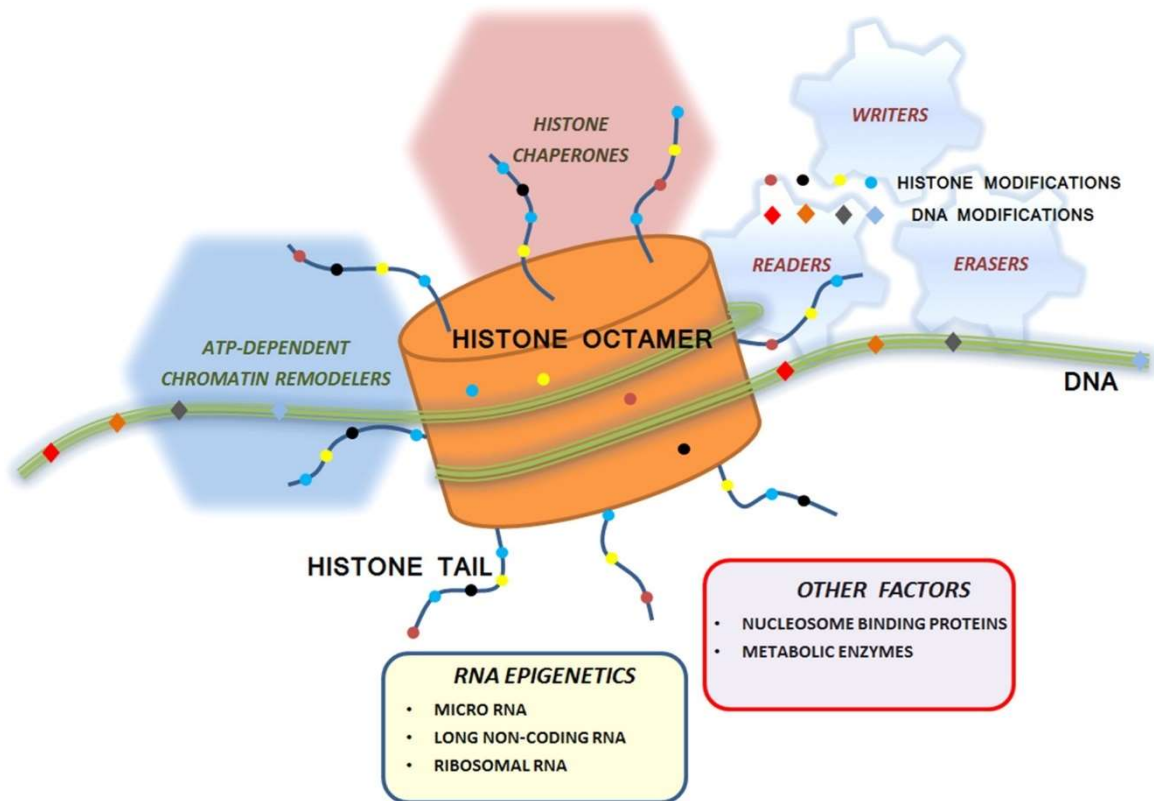 HISTONE
CHAPERONES
WRITERS
HISTONE MODIFICATIONS
DNA MODIFICATIONS
READERS
ERASERS
HISTONE OCTAMER
ATP-DEPENDENT
CHROMATIN REMODELERS
DNA
HISTONE TAIL
OTHER FACTORS
• NUCLEOSOME BINDING PROTEINS
• METABOLIC ENZYMES
RNA EPIGENETICS
• MICRO RNA
• LONG NON-CODING RNA
• RIBOSOMAL RNA